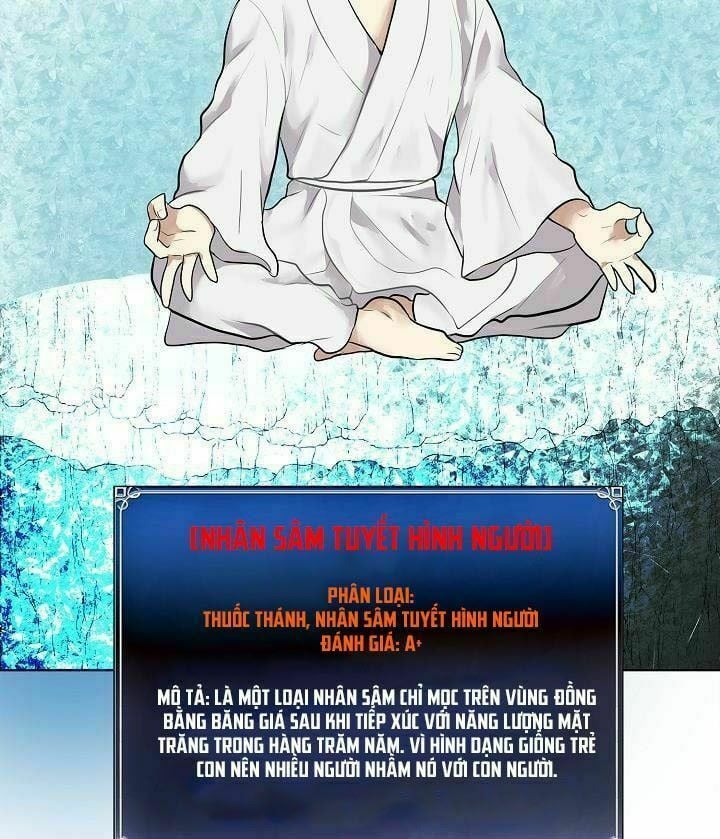 [NHÂN SÂM TUYẾT HÌNH NGƯỜI]
PHÂN LOẠI:
THUỐC THÁNH, NHÂN SÂM TUYẾT HÌNH NGƯỜI
ĐÁNH GIÁ: A+
MÔ TẢ: LÀ MỘT LOẠI NHÂN SÂM CHỈ MỌC TRÊN VÙNG ĐỒNG
BẰNG BĂNG GIÁ SAU KHI TIẾP XÚC VỚI NĂNG LƯỢNG MẶT
TRĂNG TRONG HÀNG TRĂM NĂM. VÌ HÌNH DẠNG GIỐNG TRẺ
CON NÊN NHIỀU NGƯỜI NHẦM NÓ VỚI CON NGƯỜI.